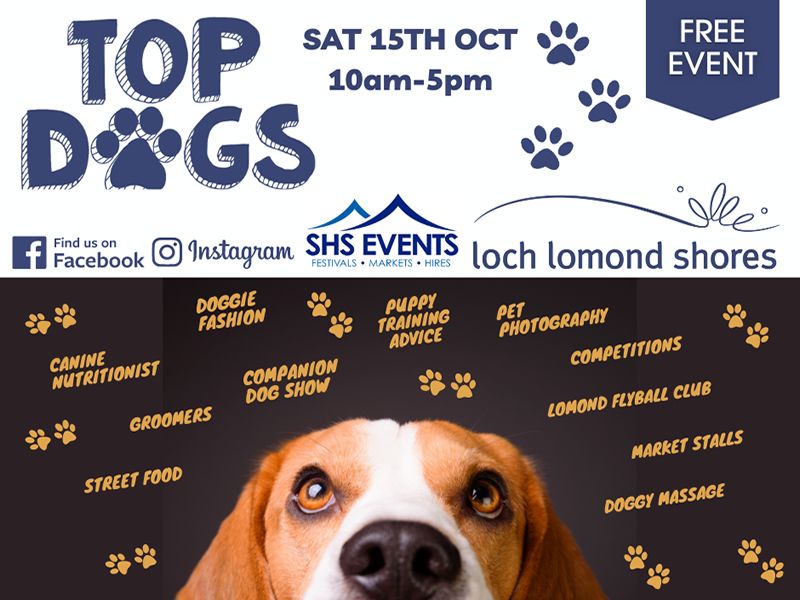 TOP
DOGS
SAT 15TH OCT
10am-5pm
FREE
EVENT
Find us on
Facebook
Instagram
SHS EVENTS
FESTIVALS • MARKETS • HIRES
loch lomond shores
DOGGIE
FASHION
PUPPY
TRAINING
ADVICE
PET
PHOTOGRAPHY
CANINE
NUTRITIONIST
COMPANION
DOG SHOW
COMPETITIONS
GROOMERS
LOMOND FLYBALL CLUB
STREET FOOD
MARKET STALLS
DOGGY MASSAGE